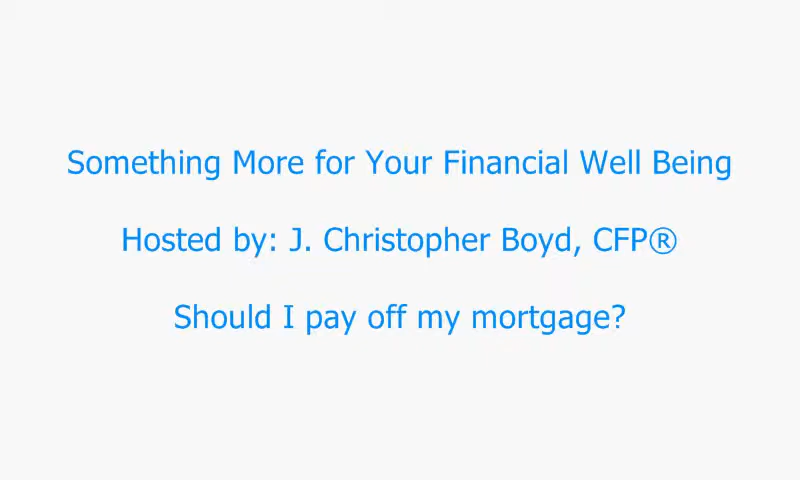 Something More for Your Financial Well Being
Hosted by: J. Christopher Boyd, CFP®
Should I pay off my mortgage?